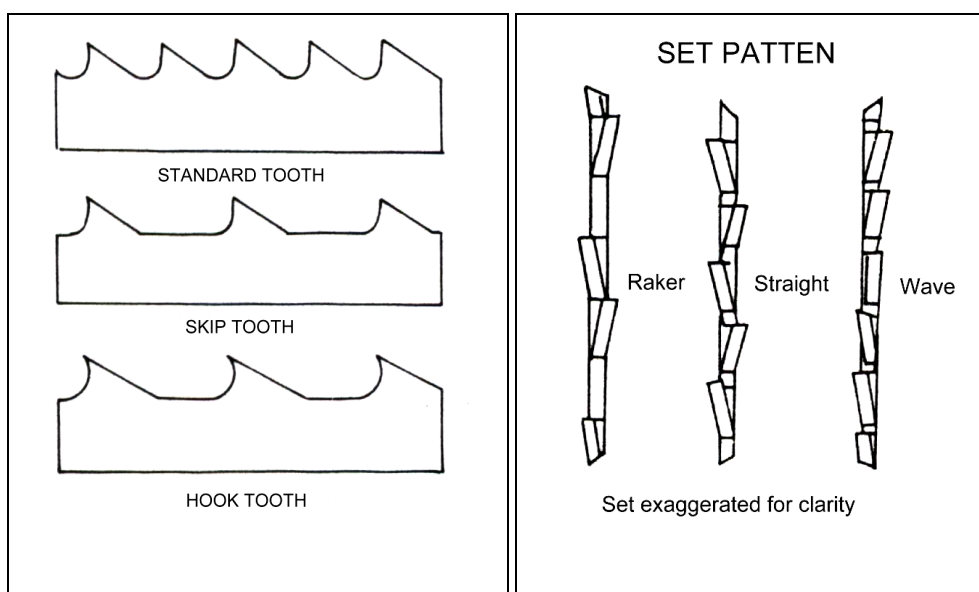 STANDARD TOOTH
SKIP TOOTH
HOOK TOOTH
SET PATTEN
Raker
Straight
Wave
Set exaggerated for clarity